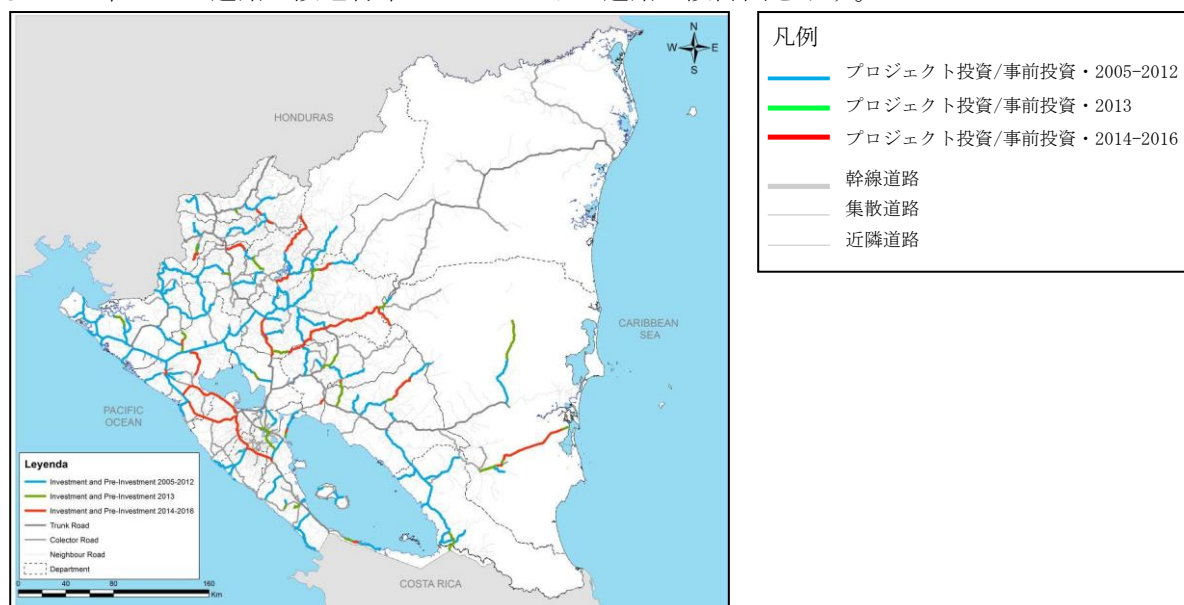 N
W E
S
HONDURAS
CARIBBEAN
SEA
PACIFIC
OCEAN
COSTA RICA
Leyenda
Investment and Pre-Investment 2005-2012
Investment and Pre-Investment 2013
Investment and Pre-Investment 2014-2016
Trunk Road
Colector Road
Neighbour Road
Department
0 40 80 160
Km
凡例
プロジェクト投資/事前投資・2005-2012
プロジェクト投資/事前投資・2013
プロジェクト投資/事前投資・2014-2016
幹線道路
集散道路
近隣道路